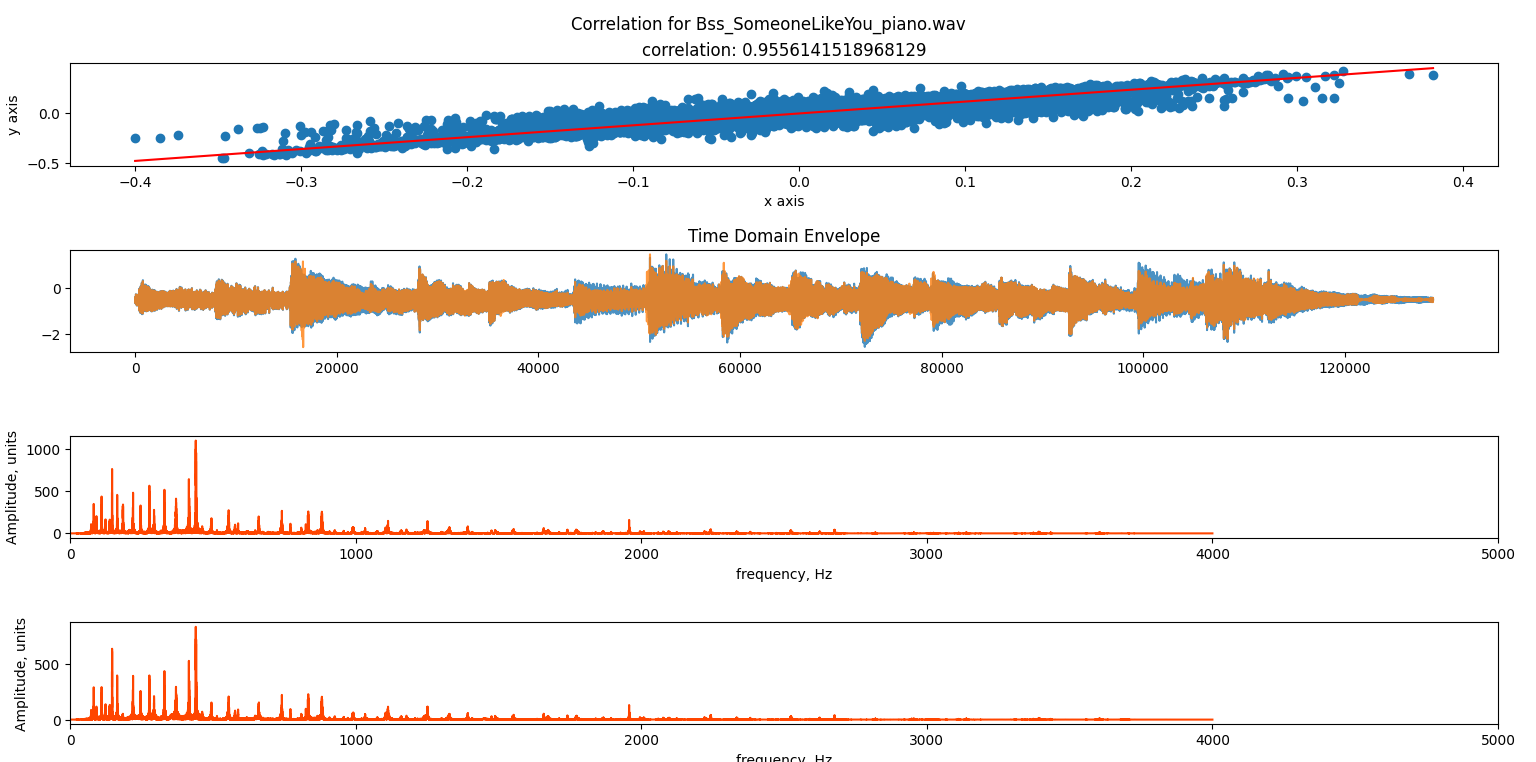 Correlation for Bss_SomeoneLikeYou_piano.wav
correlation: 0.9556141518968129
y axis
0.0
−0.5
−0.4 −0.3 −0.2 −0.1 0.0 0.1 0.2 0.3 0.4
x axis
Time Domain Envelope
0
−2
0 20000 40000 60000 80000 100000 120000
Amplitude, units
1000
500
0
0 1000 2000 3000 4000 5000
frequency, Hz
Amplitude, units
500
0
0 1000 2000 3000 4000 5000
frequency, Hz